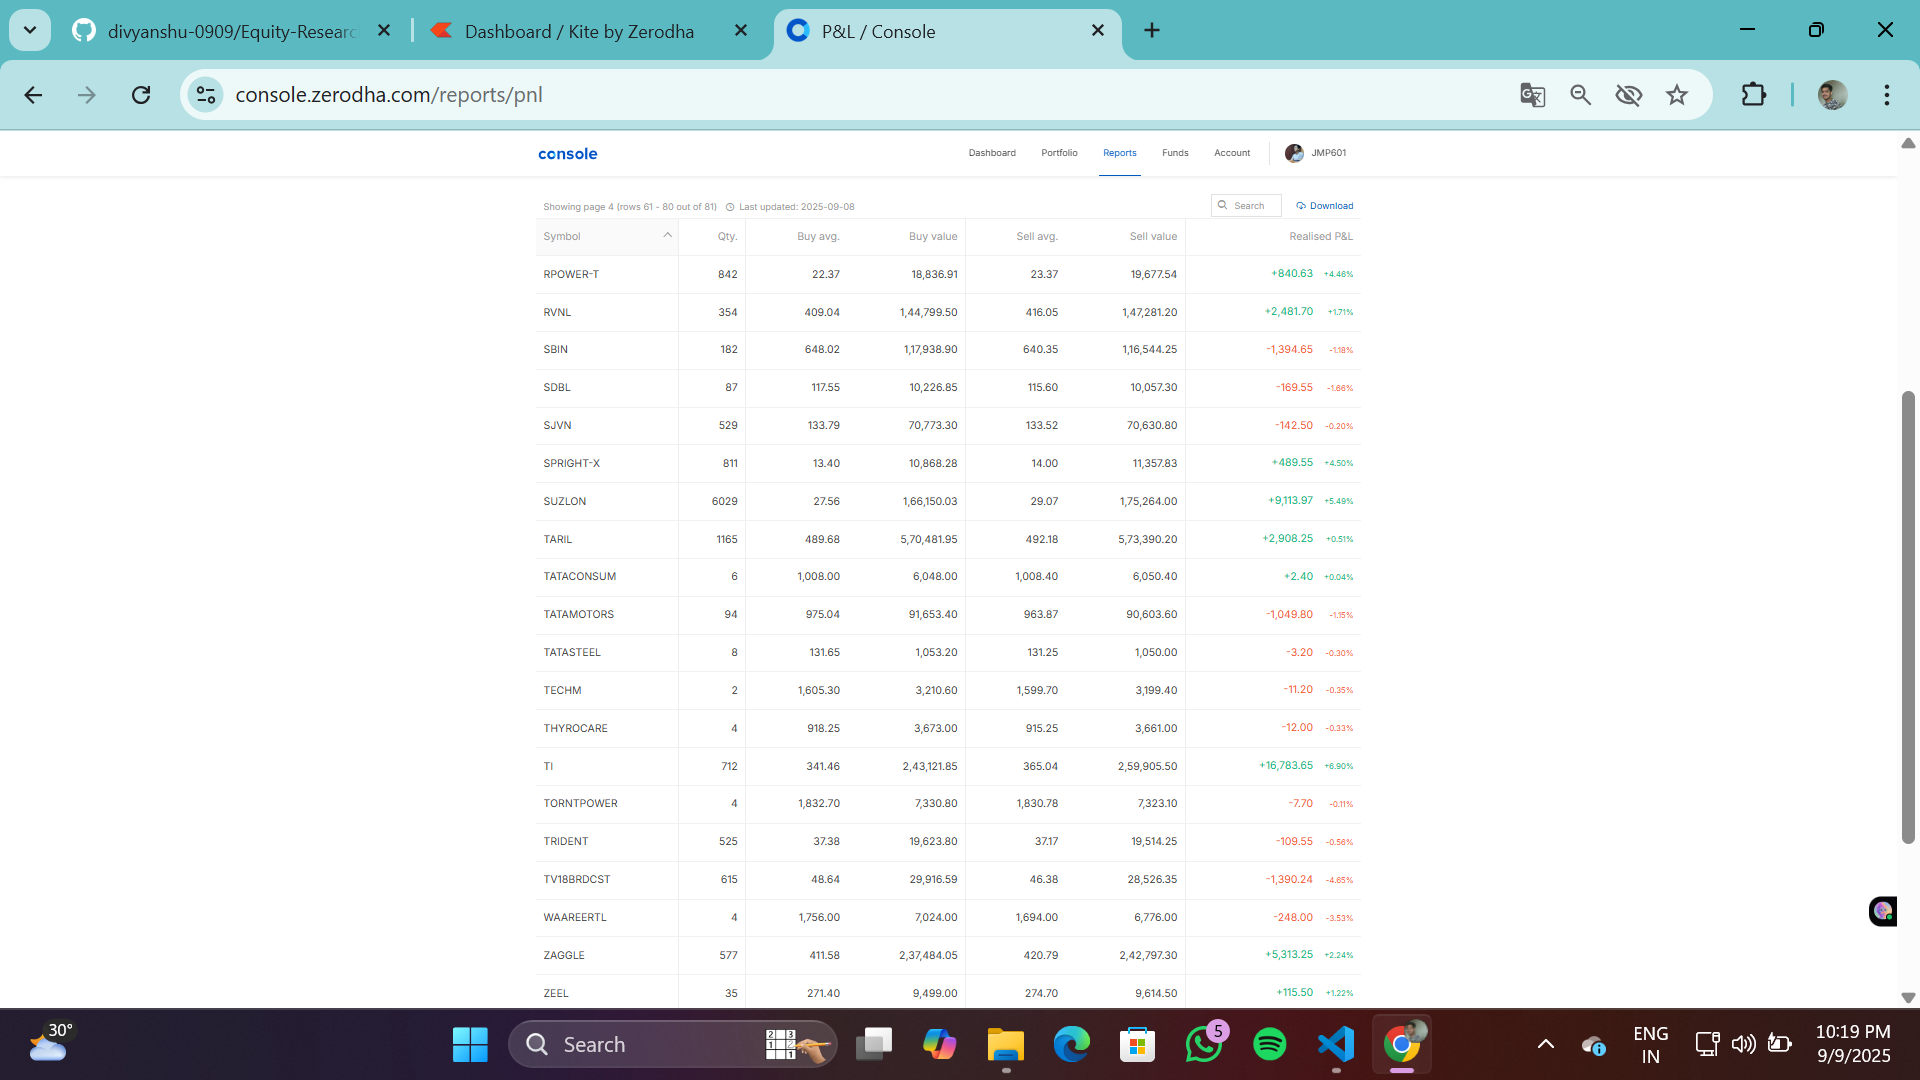 divyanshu-0909/Equity-Researc
Dashboard / Kite by Zerodha
P&L / Console
console.zerodha.com/reports/pnl
console
Dashboard Portfolio Reports Funds Account JMP601
Showing page 4 (rows 61 - 80 out of 81) Last updated: 2025-09-08 Search Download
Symbol Qty. Buy avg. Buy value Sell avg. Sell value Realised P&L
RPOWER-T 842 22.37 18,836.91 23.37 19,677.54 +840.63 +4.46%
RVNL 354 409.04 1,44,799.50 416.05 1,47,281.20 +2,481.70 +1.71%
SBIN 182 648.02 1,17,938.90 640.35 1,16,544.25 -1,394.65 -1.18%
SDBL 87 117.55 10,226.85 115.60 10,057.30 -169.55 -1.66%
SJVN 529 133.79 70,773.30 133.52 70,630.80 -142.50 -0.20%
SPRIGHT-X 811 13.40 10,868.28 14.00 11,357.83 +489.55 +4.50%
SUZLON 6029 27.56 1,66,150.03 29.07 1,75,264.00 +9,113.97 +5.49%
TARIL 1165 489.68 5,70,481.95 492.18 5,73,390.20 +2,908.25 +0.51%
TATACONSUM 6 1,008.00 6,048.00 1,008.40 6,050.40 +2.40 +0.04%
TATAMOTORS 94 975.04 91,653.40 963.87 90,603.60 -1,049.80 -1.15%
TATASTEEL 8 131.65 1,053.20 131.25 1,050.00 -3.20 -0.30%
TECHM 2 1,605.30 3,210.60 1,599.70 3,199.40 -11.20 -0.35%
THYROCARE 4 918.25 3,673.00 915.25 3,661.00 -12.00 -0.33%
TI 712 341.46 2,43,121.85 365.04 2,59,905.50 +16,783.65 +6.90%
TORNTPOWER 4 1,832.70 7,330.80 1,830.78 7,323.10 -7.70 -0.11%
TRIDENT 525 37.38 19,623.80 37.17 19,514.25 -109.55 -0.56%
TV18BRDCST 615 48.64 29,916.59 46.38 28,526.35 -1,390.24 -4.65%
WAAREERTL 4 1,756.00 7,024.00 1,694.00 6,776.00 -248.00 -3.53%
ZAGGLE 577 411.58 2,37,484.05 420.79 2,42,797.30 +5,313.25 +2.24%
ZEEL 35 271.40 9,499.00 274.70 9,614.50 +115.50 +1.22%
30°
Search
5
ENG
IN
10:19 PM
9/9/2025